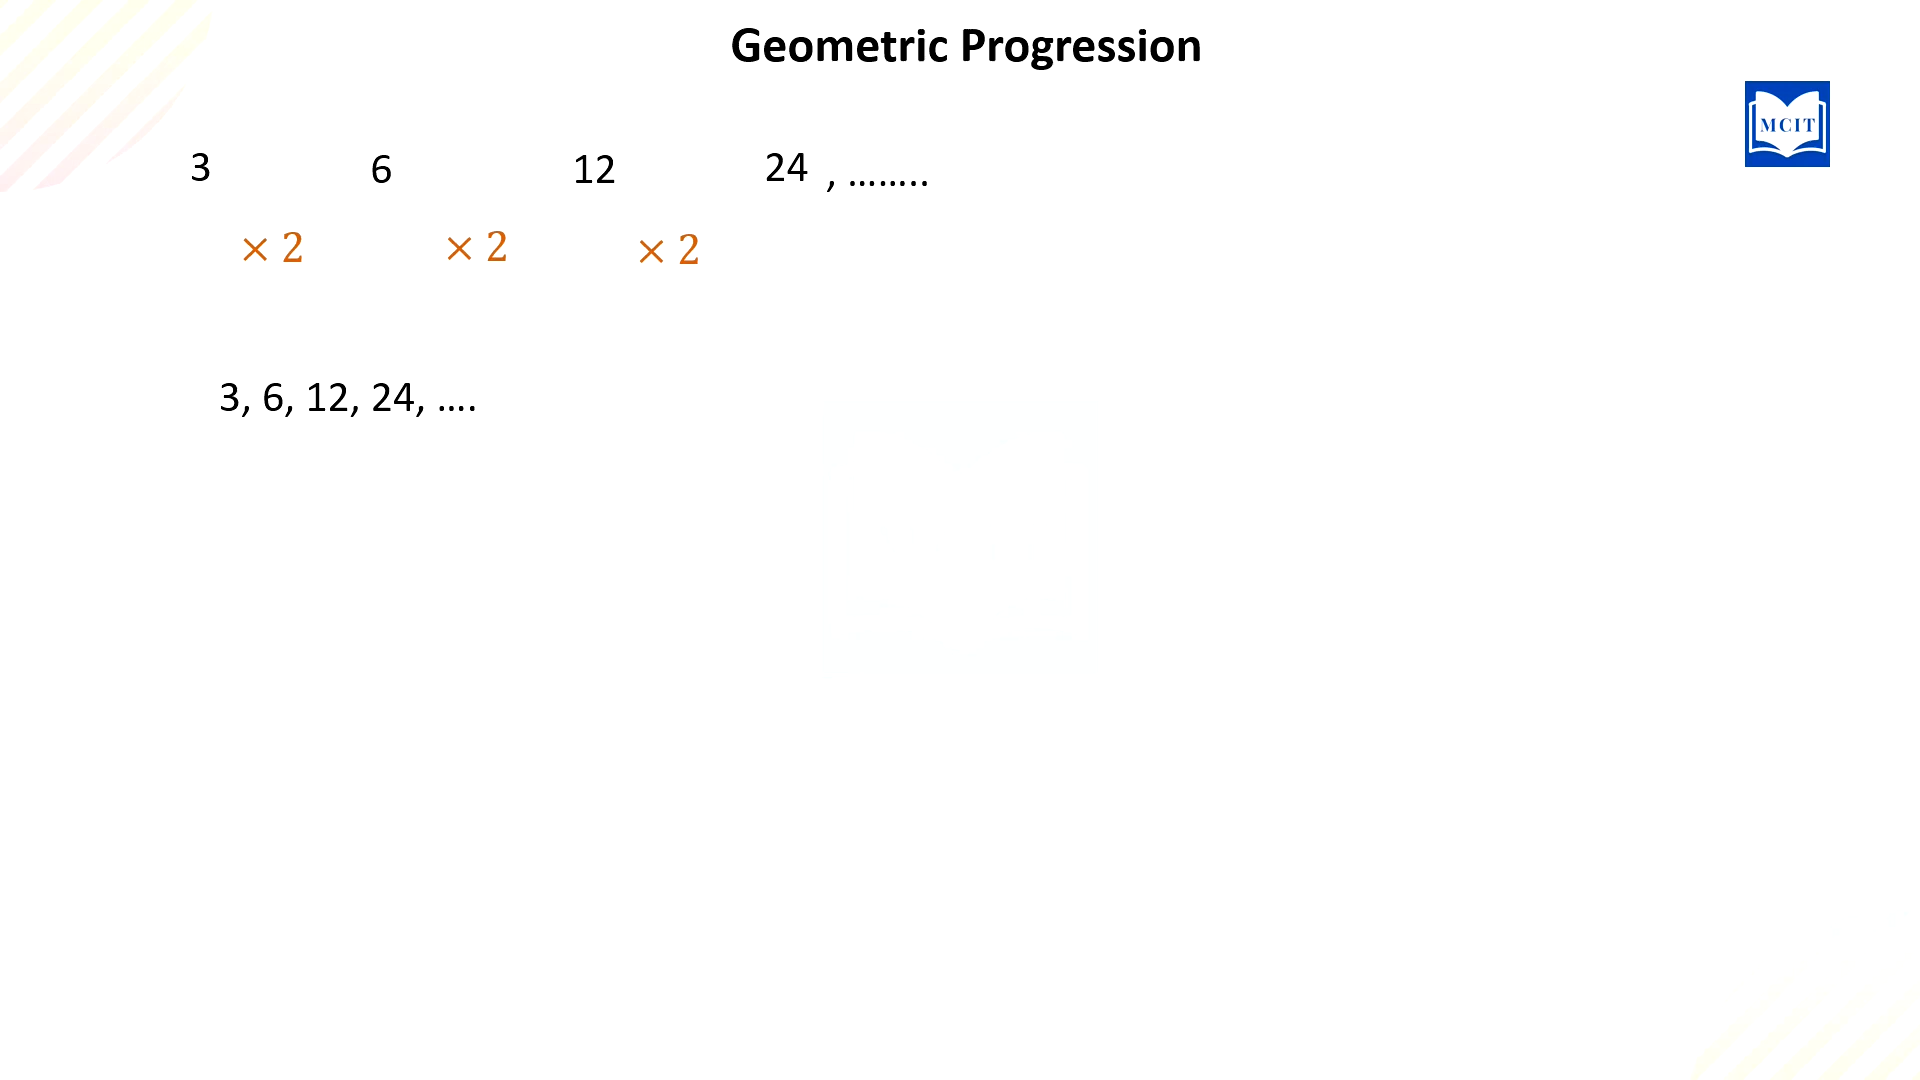 Geometric Progression
MCIT
3 6 12 24 , ........
× 2 × 2 × 2
3, 6, 12, 24, ....